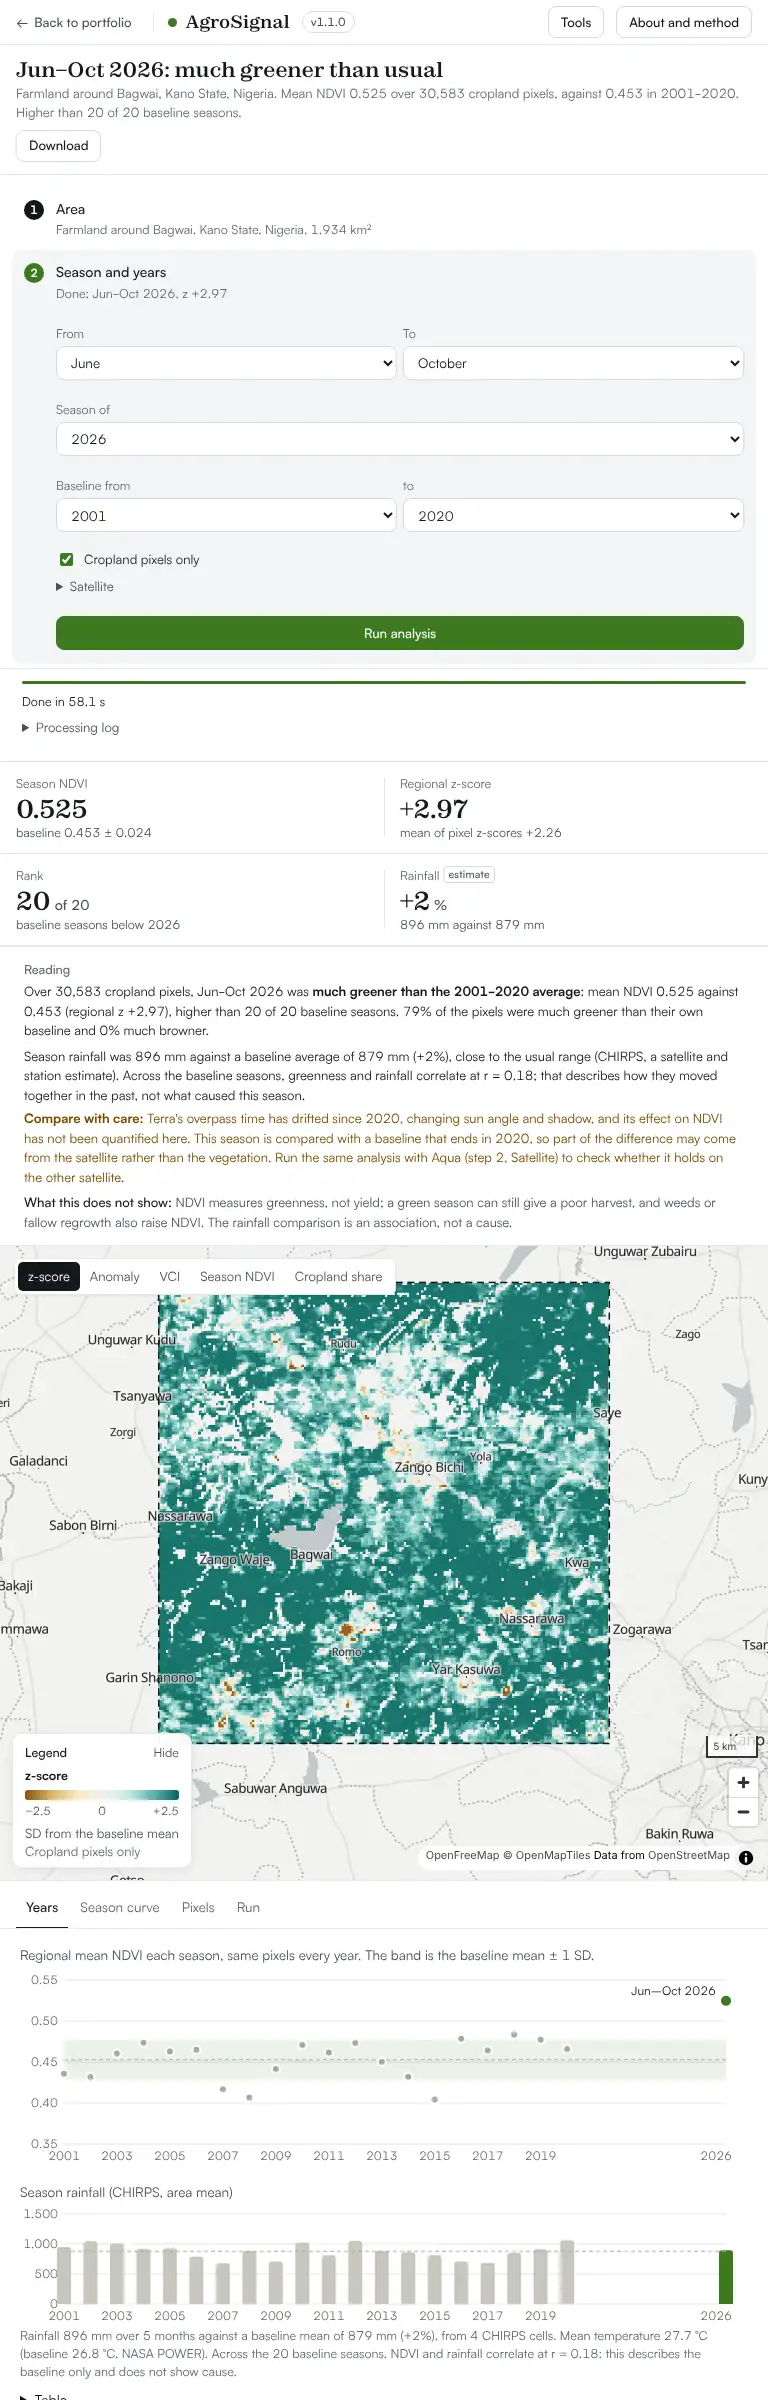 ← Back to portfolio
AgroSignal v1.1.0
Tools
About and method
Jun–Oct 2026: much greener than usual
Farmland around Bagwai, Kano State, Nigeria. Mean NDVI 0.525 over 30,583 cropland pixels, against 0.453 in 2001–2020.
Higher than 20 of 20 baseline seasons.
Download
1 Area
Farmland around Bagwai, Kano State, Nigeria, 1,934 km²
2 Season and years
Done: Jun–Oct 2026, z +2.97
From
To
June
October
Season of
2026
Baseline from
to
2001
2020
Cropland pixels only
Satellite
Run analysis
Done in 58.1 s
Processing log
Season NDVI
0.525
baseline 0.453 ± 0.024
Regional z-score
+2.97
mean of pixel z-scores +2.26
Rank
20 of 20
baseline seasons below 2026
Rainfall estimate
+2 %
896 mm against 879 mm
Reading
Over 30,583 cropland pixels, Jun–Oct 2026 was much greener than the 2001–2020 average: mean NDVI 0.525 against
0.453 (regional z +2.97), higher than 20 of 20 baseline seasons. 79% of the pixels were much greener than their own
baseline and 0% much browner.
Season rainfall was 896 mm against a baseline average of 879 mm (+2%), close to the usual range (CHIRPS, a satellite and
station estimate). Across the baseline seasons, greenness and rainfall correlate at r = 0.18; that describes how they moved
together in the past, not what caused this season.
Compare with care: Terra's overpass time has drifted since 2020, changing sun angle and shadow, and its effect on NDVI
has not been quantified here. This season is compared with a baseline that ends in 2020, so part of the difference may come
from the satellite rather than the vegetation. Run the same analysis with Aqua (step 2, Satellite) to check whether it holds on
the other satellite.
What this does not show: NDVI measures greenness, not yield; a green season can still give a poor harvest, and weeds or
fallow regrowth also raise NDVI. The rainfall comparison is an association, not a cause.
z-score
Anomaly
VCI
Season NDVI
Cropland share
Unguwar Zubairu
Unguwar Kudu
Rudu
Zago
Tsanyawa
Saye
Zorgi
Galadanci
Zango Bichi
Yola
Kuny
Nassarawa
Sabon Birni
Zango Waje
Bagwai
Kwa
Bakaji
mmawa
Nassarawa
Zogarawa
Tsar
Romo
Garin Shanono
Yar Kasuwa
5 km
Sabuwar Anguwa
Bakin Ruwa
Legend
Hide
z-score
−2.5
0
+2.5
SD from the baseline mean
Cropland pixels only
+
−
OpenFreeMap © OpenMapTiles Data from OpenStreetMap
Years
Season curve
Pixels
Run
Regional mean NDVI each season, same pixels every year. The band is the baseline mean ± 1 SD.
Jun–Oct 2026
0.55
0.50
0.45
0.40
0.35
2001 2003 2005 2007 2009 2011 2013 2015 2017 2019 2026
Season rainfall (CHIRPS, area mean)
1,500
1,000
500
0
2001 2003 2005 2007 2009 2011 2013 2015 2017 2019 2026
Rainfall 896 mm over 5 months against a baseline mean of 879 mm (+2%), from 4 CHIRPS cells. Mean temperature 27.7 °C
(baseline 26.8 °C, NASA POWER). Across the 20 baseline seasons, NDVI and rainfall correlate at r = 0.18; this describes the
baseline only and does not show cause.